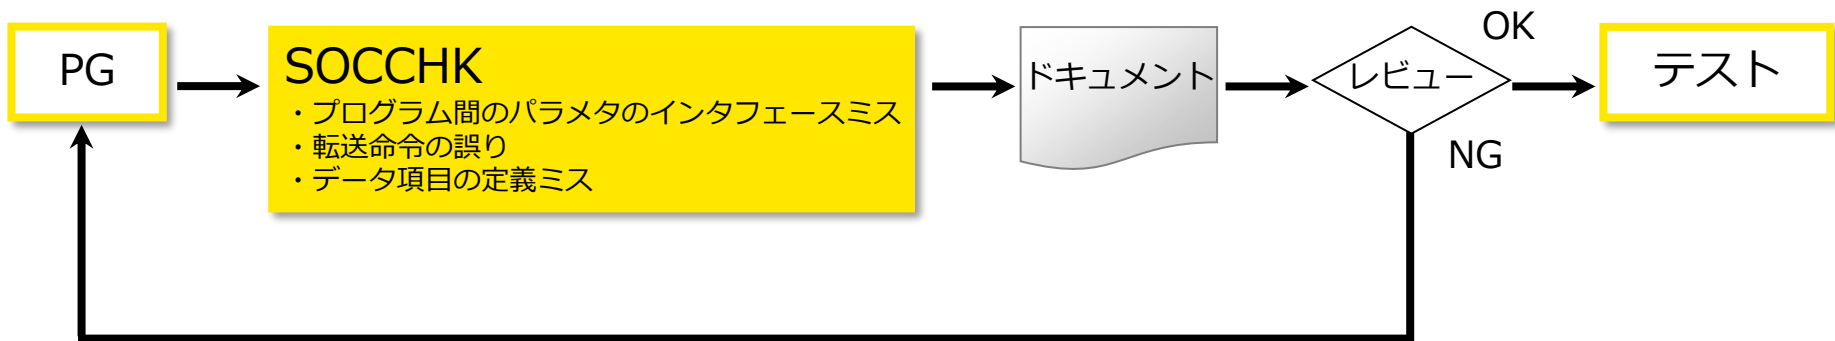 PG
SOCCHK
・プログラム間のパラメタのインタフェースミス
・転送命令の誤り
・データ項目の定義ミス
ドキュメント
レビュー
OK
NG
テスト